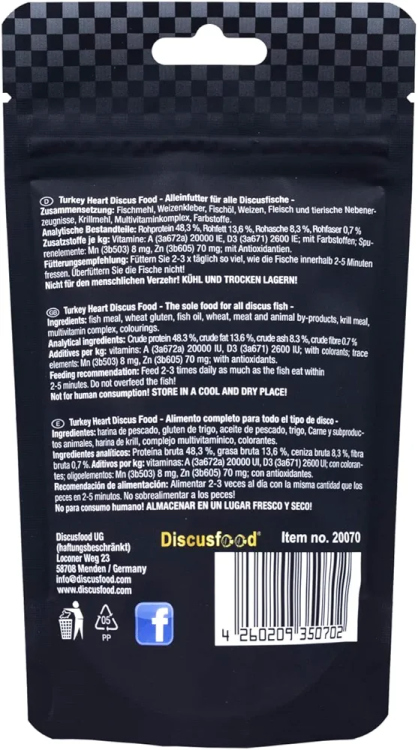 D Turkey Heart Discus Food - Alleinfutter für alle Discusfische -
Zusammensetzung: Fischmehl, Weizenkleber, Fischöl, Weizen, Fleisch und tierische Nebener-
zeugnisse, Krillmehl, Multivitaminkomplex, Farbstoffe.
Analytische Bestandteile: Rohprotein 48,3 %, Rohfett 13,6 %, Rohasche 8,3 %, Rohfaser 0,7 %
Zusatzstoffe je kg: Vitamine: A (3a672a) 20000 IE, D3 (3a671) 2600 IE; mit Farbstoffen; Spu-
renelemente: Mn (3b503) 8 mg, Zn (3b605) 70 mg; mit Antioxidantien.
Fütterungsempfehlung: Füttern Sie 2-3 x täglich so viel, wie die Fische innerhalb 2-5 Minuten
fressen. Überfüttern Sie die Fische nicht!
Nicht für den menschlichen Verzehr! KÜHL UND TROCKEN LAGERN!
GB Turkey Heart Discus Food - The sole food for all discus fish -
Ingredients: fish meal, wheat gluten, fish oil, wheat, meat and animal by-products, krill meal,
multivitamin complex, colourings.
Analytical ingredients: Crude protein 48.3 %, crude fat 13.6 %, crude ash 8.3 %, crude fibre 0.7 %
Additives per kg: vitamins: A (3a672a) 20000 IU, D3 (3a671) 2600 IU; with colorants; trace
elements: Mn (3b503) 8 mg, Zn (3b605) 70 mg; with antioxidants.
Feeding recommendation: Feed 2-3 times daily as much as the fish eat within
2-5 minutes. Do not overfeed the fish!
Not for human consumption! STORE IN A COOL AND DRY PLACE!
E Turkey Heart Discus Food - Alimento completo para todo el tipo de disco -
Ingredientes: harina de pescado, gluten de trigo, aceite de pescado, trigo, Carne y subproduc-
tos animales, harina de krill, complejo multivitamínico, colorantes.
Ingredientes analíticos: Proteína bruta 48,3 %, grasa bruta 13,6 %, ceniza bruta 8,3 %, fibra
bruta 0,7 %. Aditivos por kg: vitaminas: A (3a672a) 20000 UI, D3 (3a671) 2600 UI; con coloran-
tes; oligoelementos: Mn (3b503) 8 mg, Zn (3b605) 70 mg; con antioxidantes.
Recomendación de alimentación: Alimentar 2-3 veces al día con la misma cantidad que los
peces en 2-5 minutos. No sobrealimentar a los peces!
No para consumo humano! ALMACENAR EN UN LUGAR FRESCO Y SECO!
Discusfood UG
(haftungsbeschränkt)
Loconer Weg 23
58708 Menden / Germany
info@discusfood.com
www.discusfood.com
Discusfood®
Item no. 20070
05
PP
f
4 260209 350702